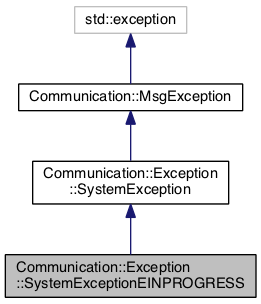 std::exception
Communication::MsgException
Communication::Exception
::SystemException
Communication::Exception
::SystemExceptionEINPROGRESS